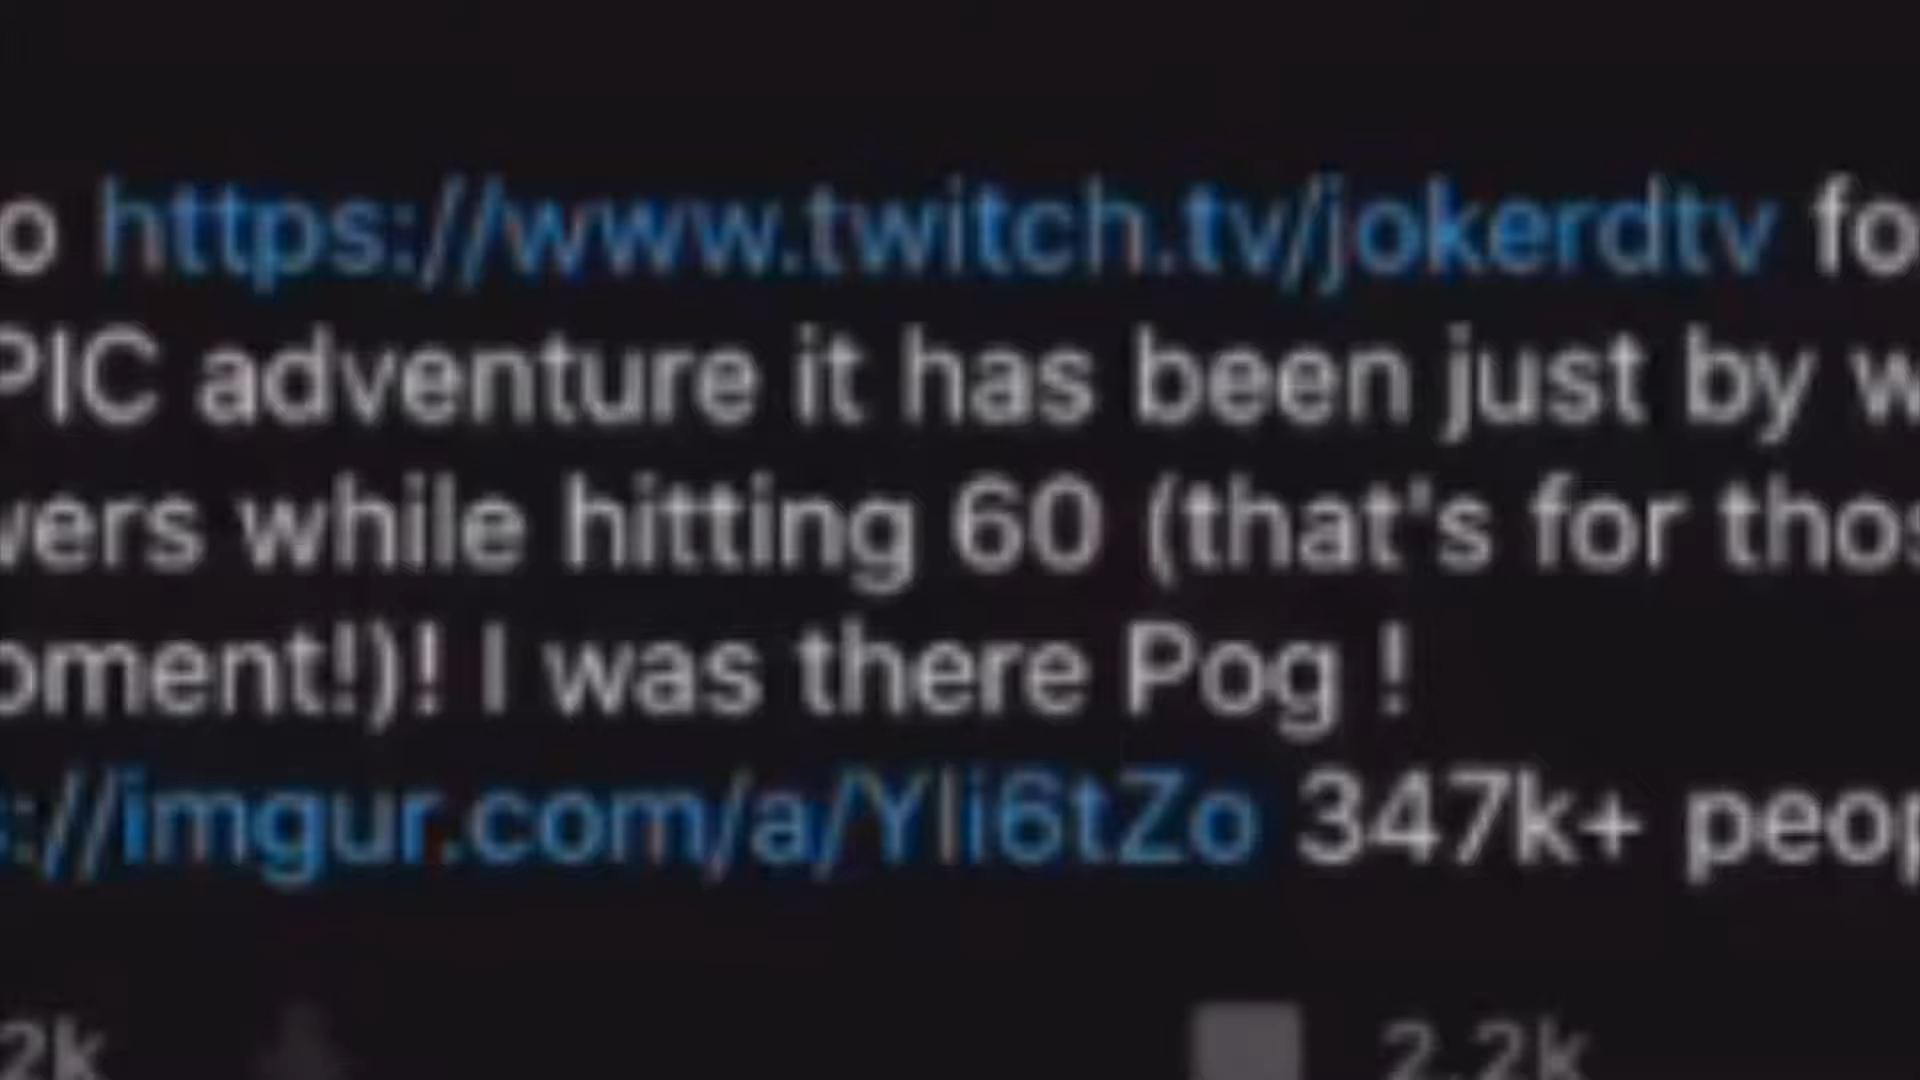 o https://www.twitch.tv/jokerdtv fo
PIC adventure it has been just by w
wers while hitting 60 (that's for thos
oment!)! I was there Pog !
s://imgur.com/a/Yli6tZo 347k+ peop
2k 2.2k